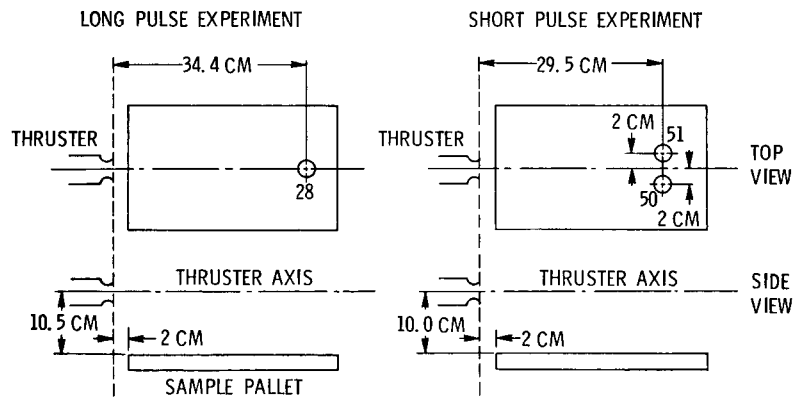 LONG PULSE EXPERIMENT
34.4 CM
THRUSTER
28
THRUSTER AXIS
10.5 CM
2 CM
SAMPLE PALLET
SHORT PULSE EXPERIMENT
29.5 CM
THRUSTER
2 CM
51
50
2 CM
TOP
VIEW
THRUSTER AXIS
SIDE
VIEW
10.0 CM
2 CM